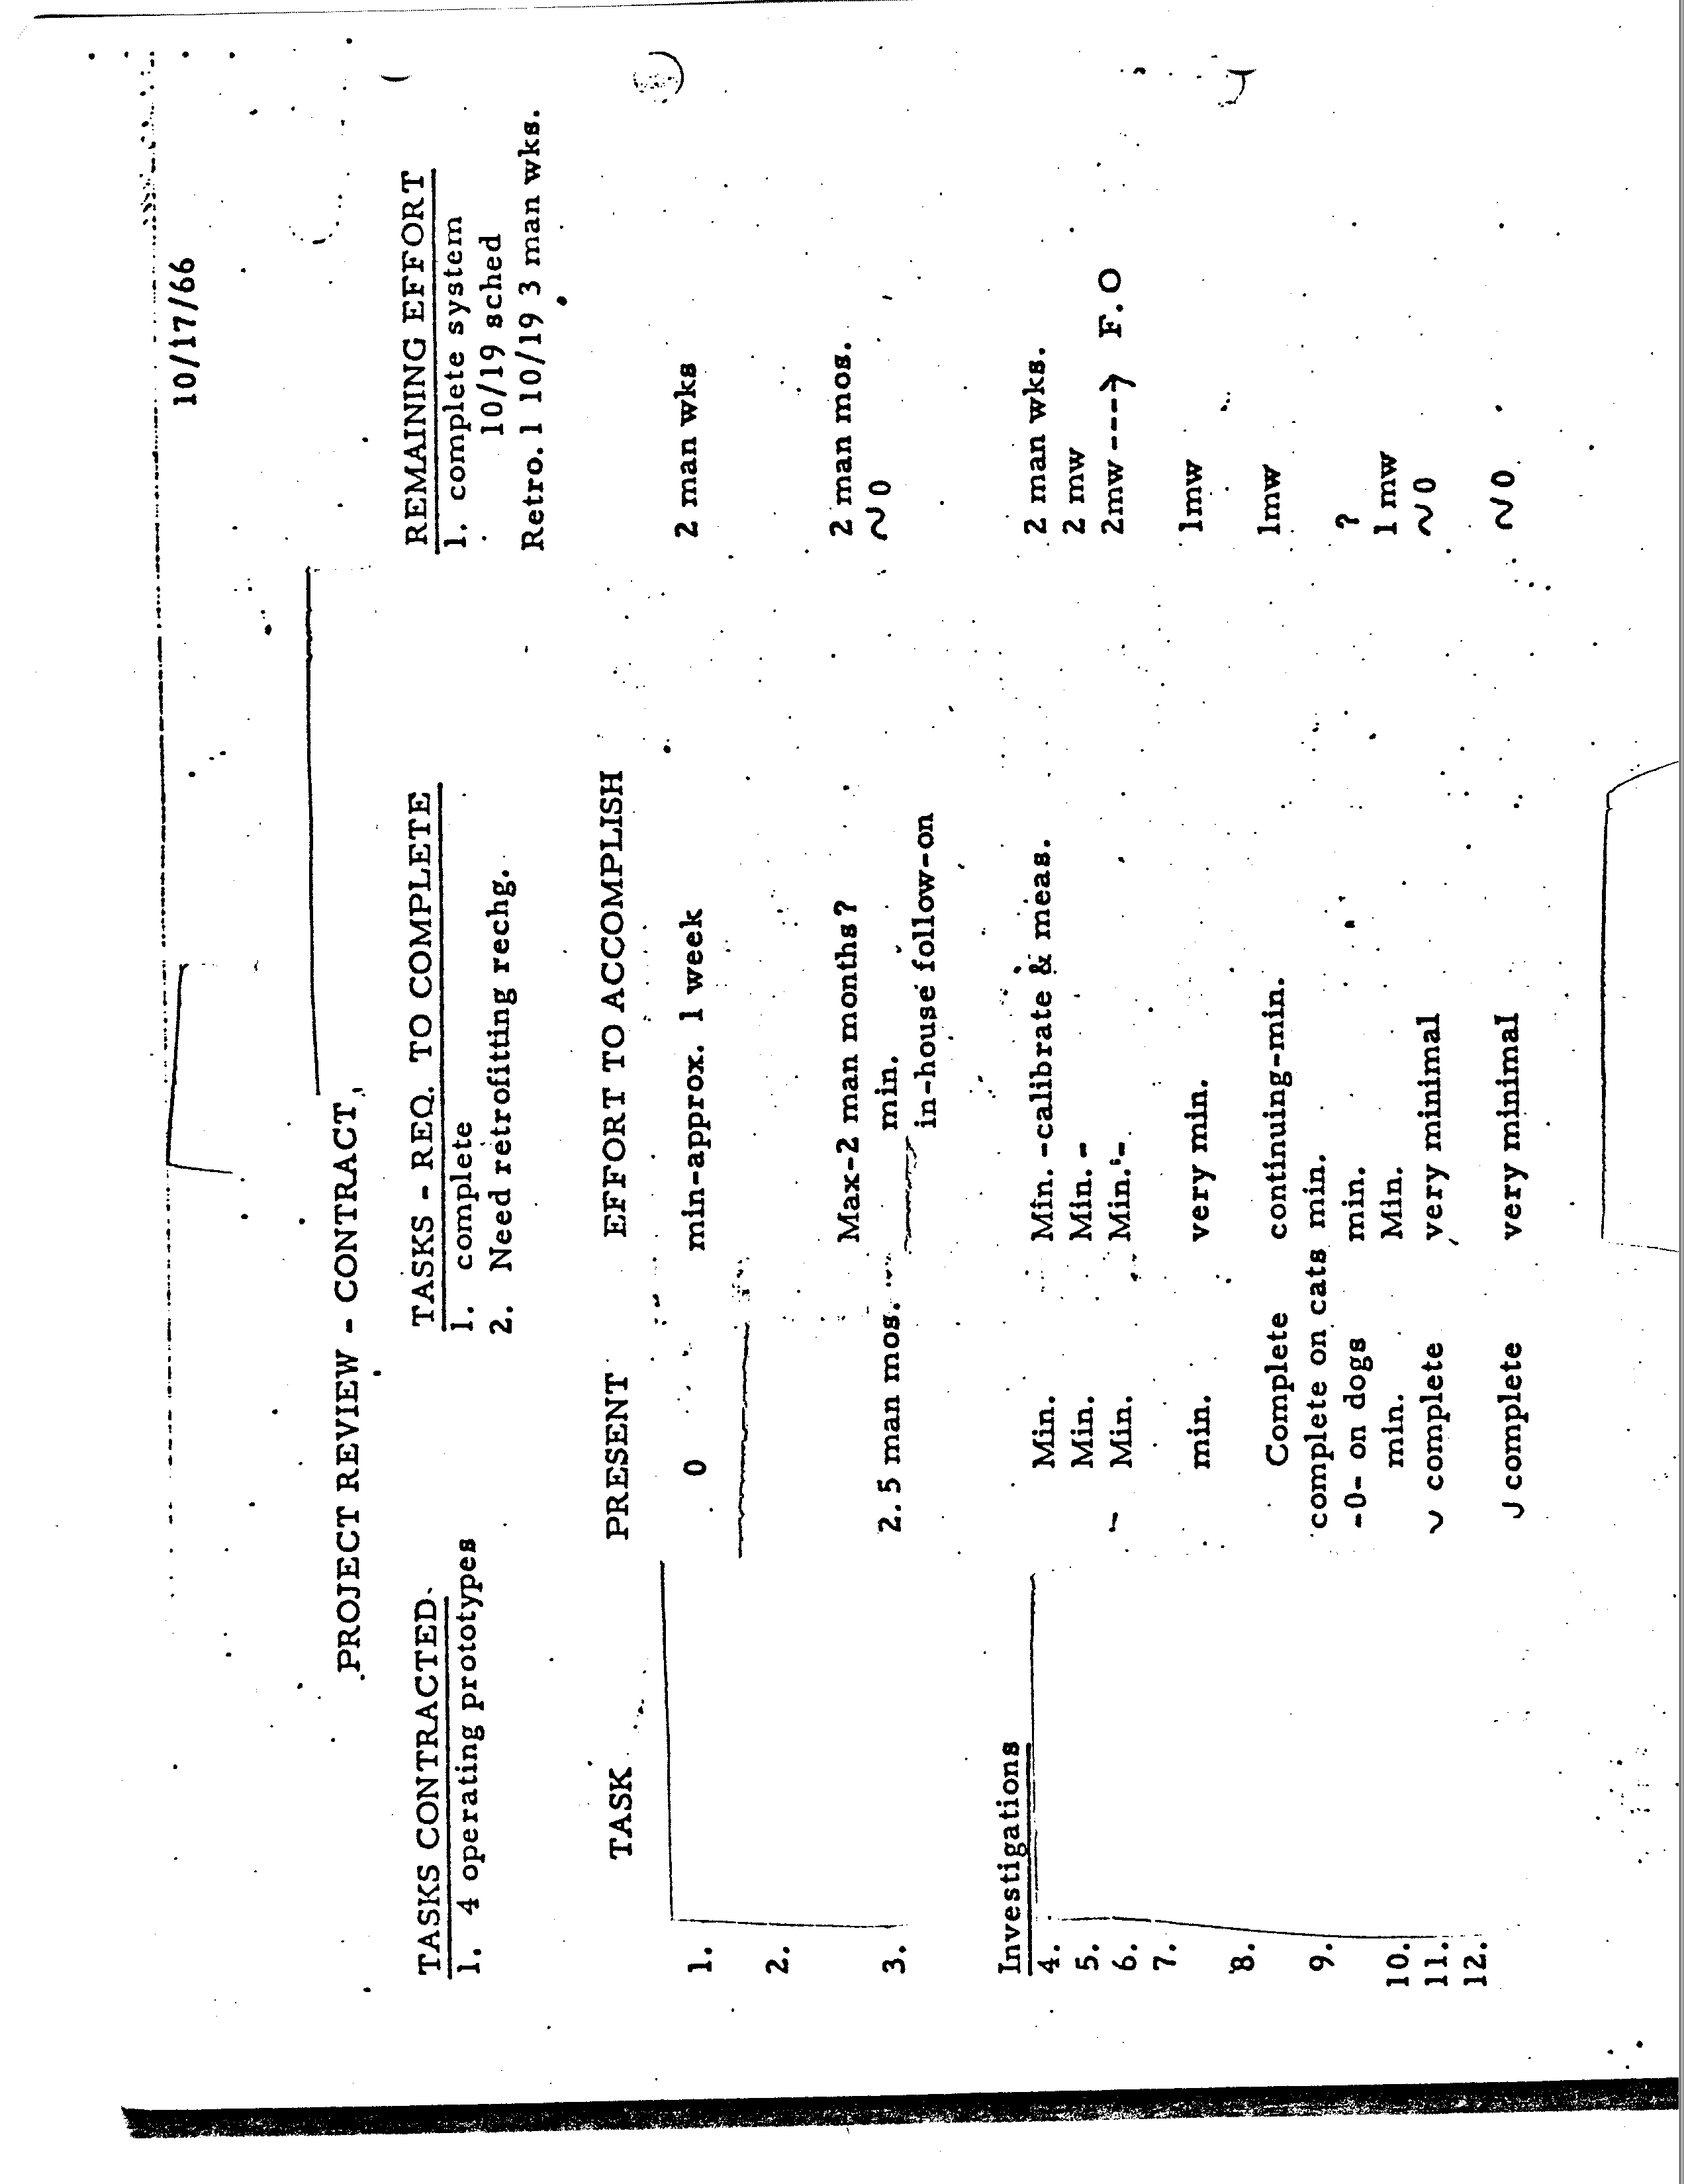 10/17/66
PROJECT REVIEW - CONTRACT
TASKS CONTRACTED TASKS - REQ. TO COMPLETE REMAINING EFFORT
1. 4 operating prototypes 1. complete 1. complete system
2. Need retrofitting rechg. 10/19 sched
Retro. 1 10/19 3 man wks.
TASK PRESENT EFFORT TO ACCOMPLISH
1. 0 min-approx. 1 week 2 man wks
2.
Max-2 man months? 2 man mos.
3. 2.5 man mos. min. ~ 0
in-house follow-on
Investigations
4. Min. Min. -calibrate & meas. 2 man wks.
5. Min. Min. - 2 mw
6. Min. Min. - 2mw ----> F.O
7.
min. very min. 1mw
8.
Complete continuing-min. 1mw
9. complete on cats min.
-0- on dogs min. ?
10. min. Min. 1 mw
11. complete very minimal ~ 0
12.
complete very minimal ~ 0